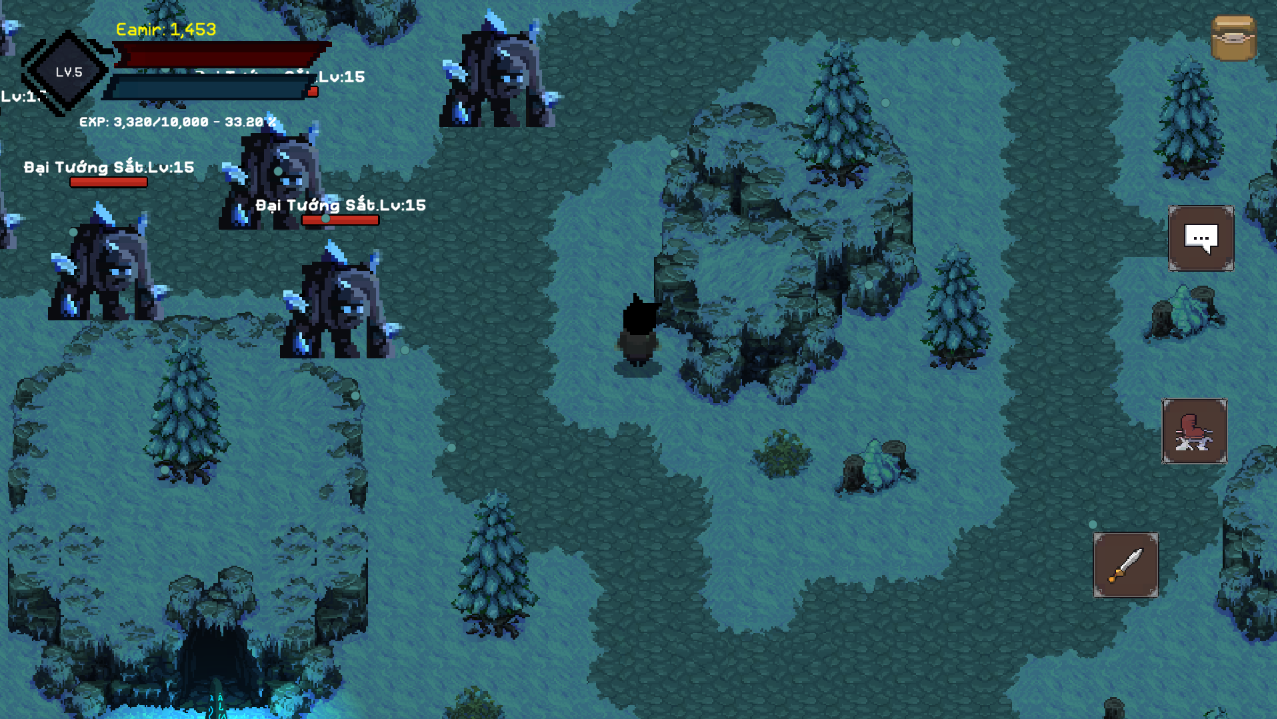 Eamir: 1,453
LV.5
Lv:15
EXP: 3,320/10,000 - 33.20%
Đại Tướng Sắt.Lv:15
Đại Tướng Sắt.Lv:15
...